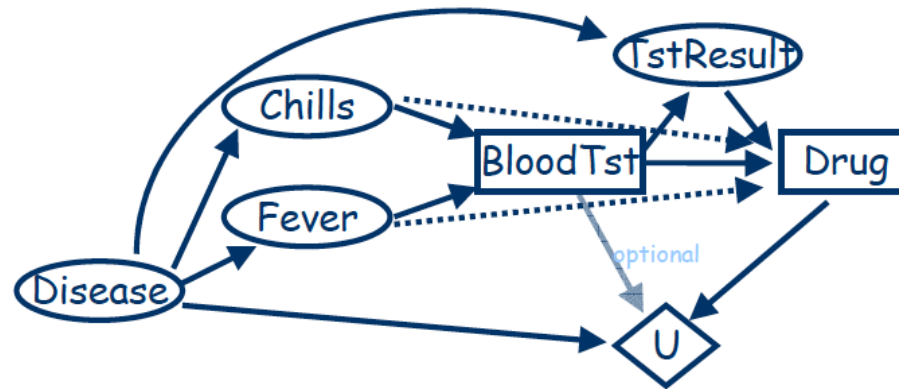 TstResult
Chills
BloodTst
Drug
Fever
optional
Disease
U